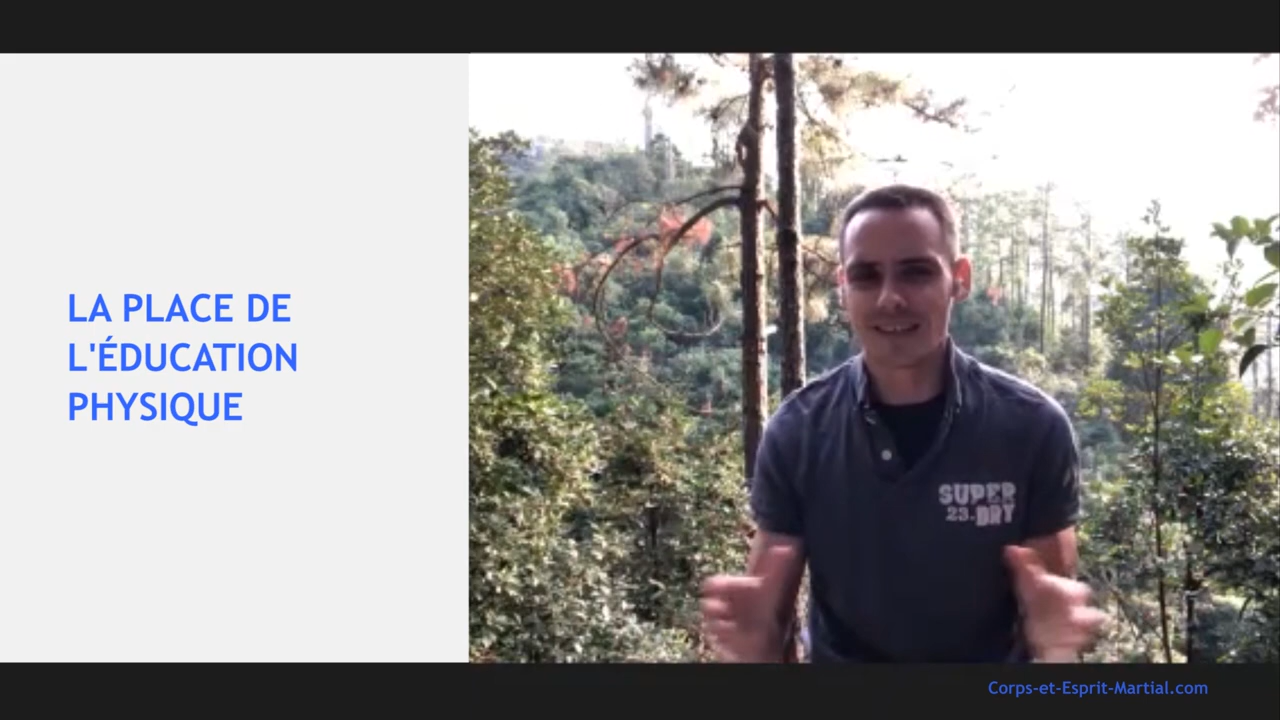 LA PLACE DE
L'ÉDUCATION
PHYSIQUE
SUPER
23.DRY
Corps-et-Esprit-Martial.com